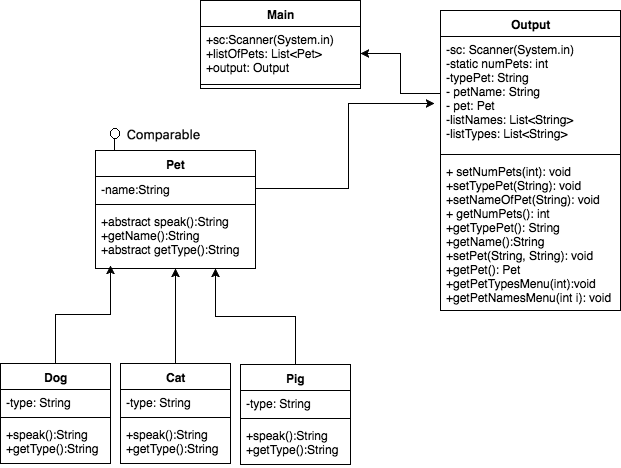 Main
+sc:Scanner(System.in)
+listOfPets: List<Pet>
+output: Output
Output
-sc: Scanner(System.in)
-static numPets: int
-typePet: String
- petName: String
- pet: Pet
-listNames: List<String>
-listTypes: List<String>
+ setNumPets(int): void
+setTypePet(String): void
+setNameOfPet(String): void
+ getNumPets(): int
+getTypePet(): String
+getName():String
+setPet(String, String): void
+getPet(): Pet
+getPetTypesMenu(int):void
+getPetNamesMenu(int i): void
Comparable
Pet
-name:String
+abstract speak():String
+getName():String
+abstract getType():String
Dog
-type: String
+speak():String
+getType():String
Cat
-type: String
+speak():String
+getType():String
Pig
-type: String
+speak():String
+getType():String